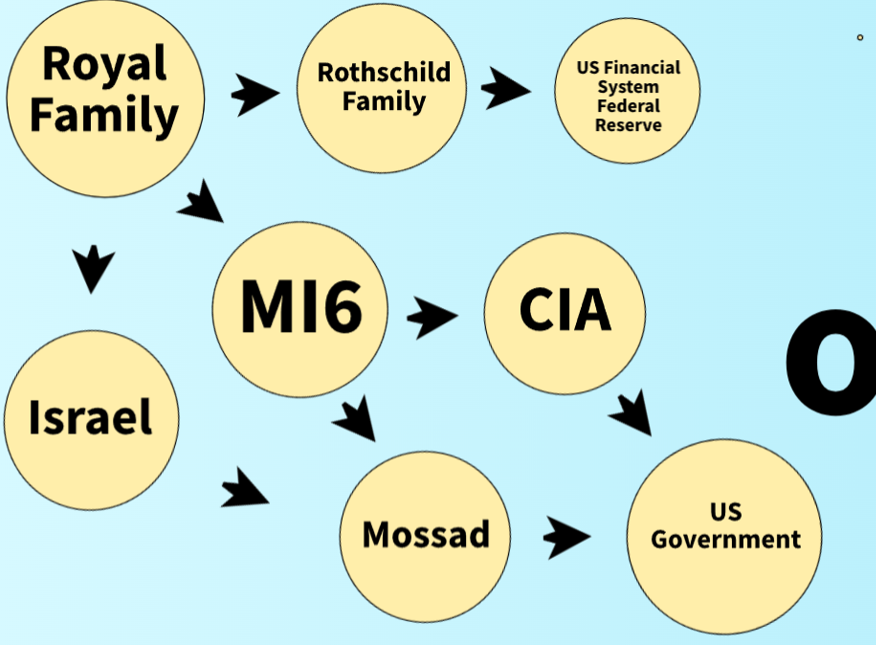 Royal
Family
Rothschild
Family
US Financial
System
Federal
Reserve
MI6
CIA
Israel
Mossad
US
Government
o